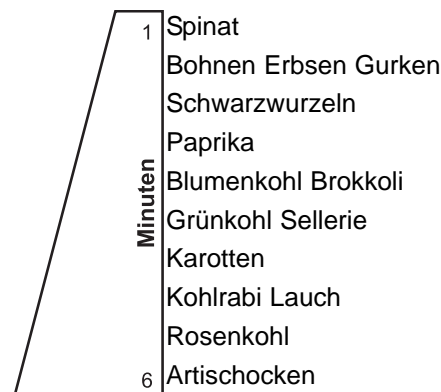 1 Spinat
Bohnen Erbsen Gurken
Schwarzwurzeln
Paprika
Blumenkohl Brokkoli
Grünkohl Sellerie
Karotten
Kohlrabi Lauch
Rosenkohl
6 Artischocken
Minuten